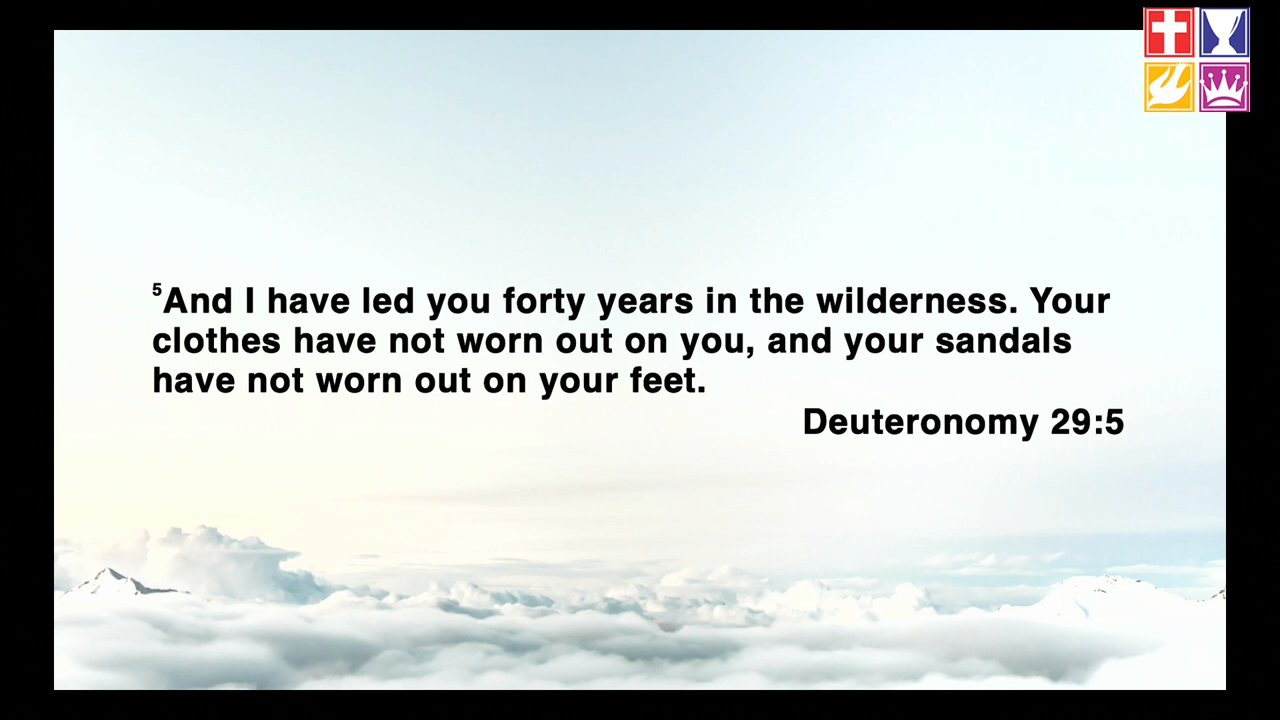 ⁵And I have led you forty years in the wilderness. Your
clothes have not worn out on you, and your sandals
have not worn out on your feet.
Deuteronomy 29:5